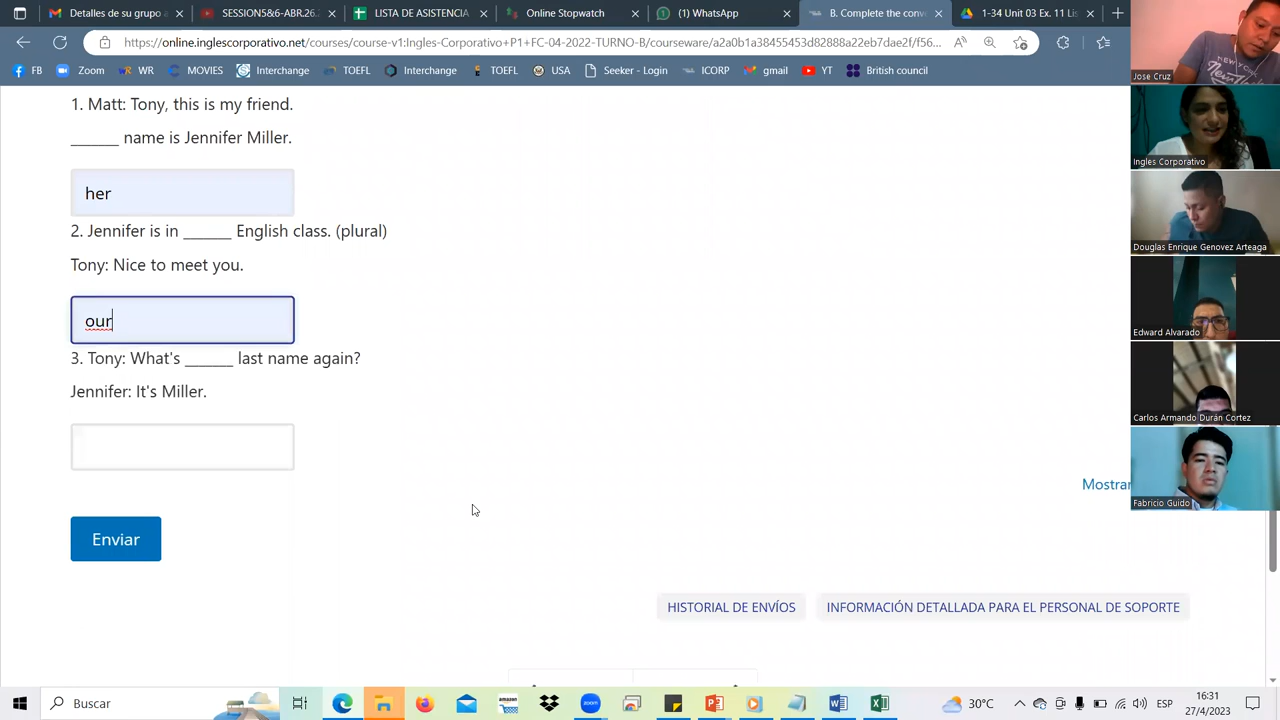 Detalles de su grupo a
SESSION5&6-ABR.26.
LISTA DE ASISTENCIA
Online Stopwatch
(1) WhatsApp
B. Complete the conv
1-34 Unit 03 Ex. 11 Lis
https://online.inglescorporativo.net/courses/course-v1:Ingles-Corporativo+P1+FC-04-2022-TURNO-B/courseware/a2a0b1a38455453d82888a22eb7dae2f/f56...
FB
Zoom
WR
MOVIES
Interchange
TOEFL
Interchange
TOEFL
USA
Seeker - Login
ICORP
gmail
YT
British council
1. Matt: Tony, this is my friend.
______ name is Jennifer Miller.
her
2. Jennifer is in ______ English class. (plural)
Tony: Nice to meet you.
our
3. Tony: What's ______ last name again?
Jennifer: It's Miller.
Enviar
Mostrar
HISTORIAL DE ENVÍOS
INFORMACIÓN DETALLADA PARA EL PERSONAL DE SOPORTE
NEW YORK
Jose Cruz
Ingles Corporativo
Douglas Enrique Genovez Arteaga
Edward Alvarado
Carlos Armando Durán Cortez
Fabricio Guido
Buscar
amazon
zoom
30°C
ESP
16:31
27/4/2023